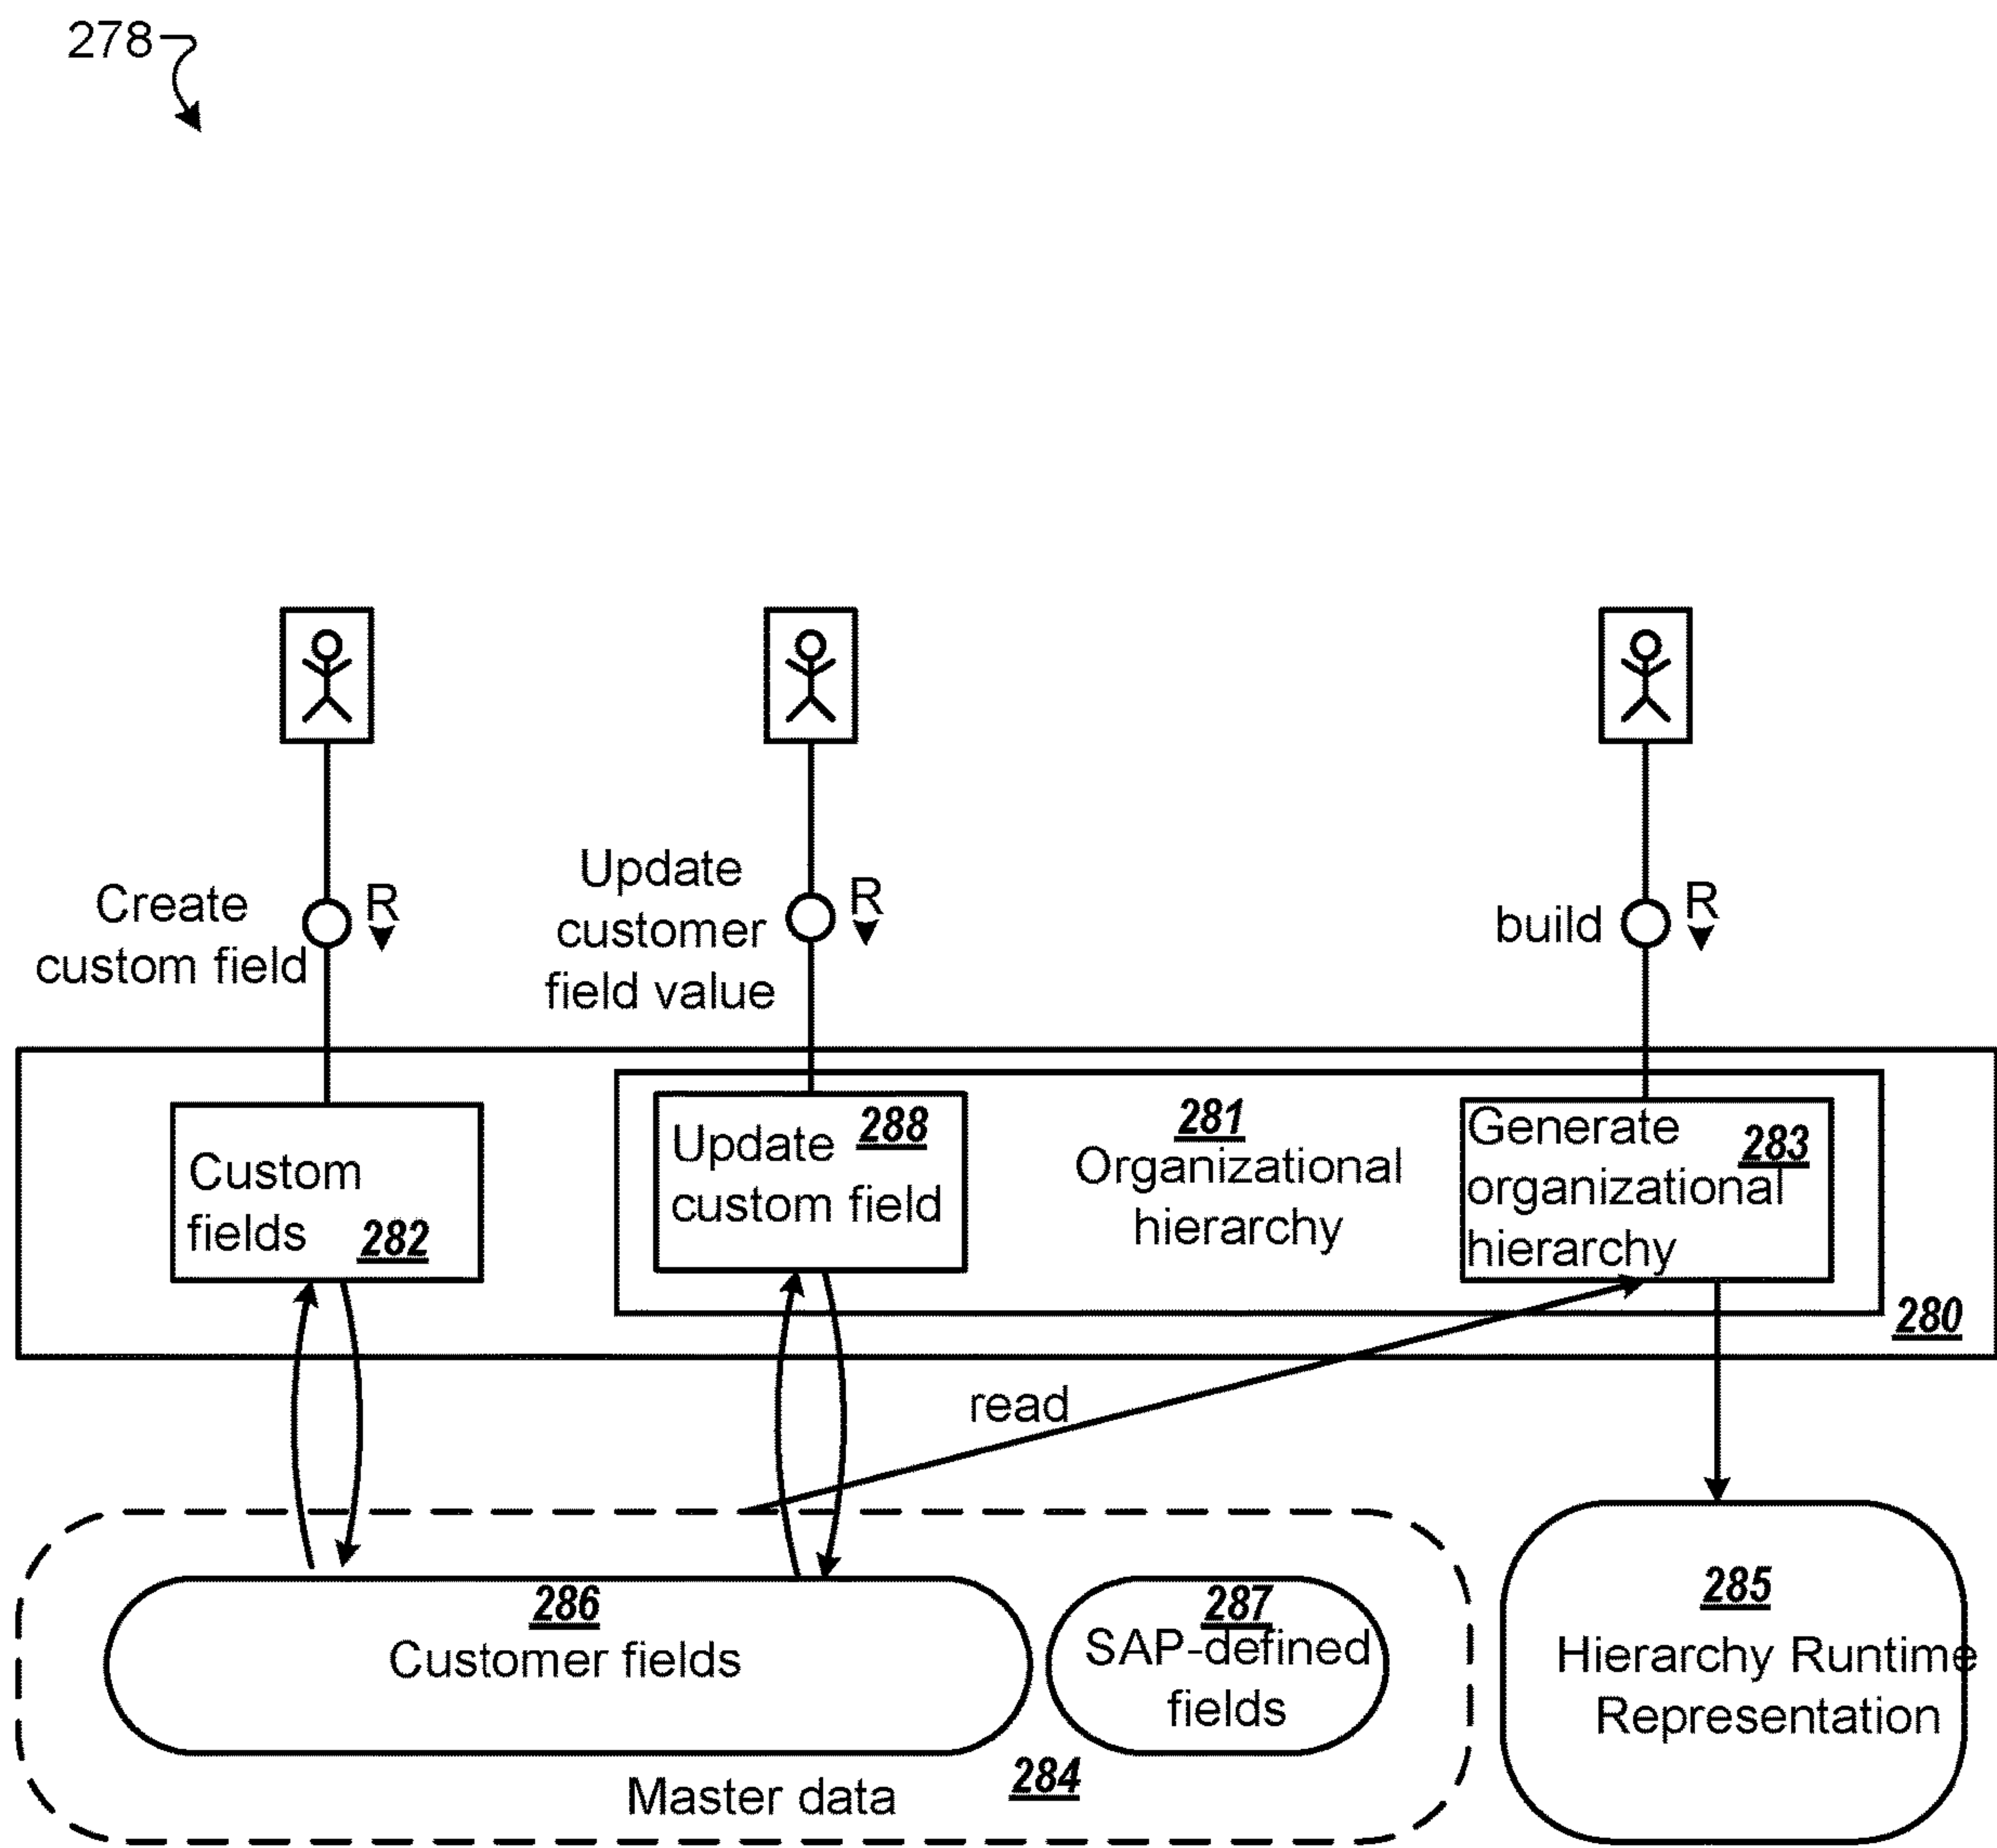 278
Create
custom field
R
Update
customer
field value
R
build
R
Custom
fields
282
288
Update
custom field
281
Organizational
hierarchy
Generate
organizational
hierarchy
283
280
read
286
Customer fields
287
SAP-defined
fields
Master data
284
285
Hierarchy Runtime
Representation